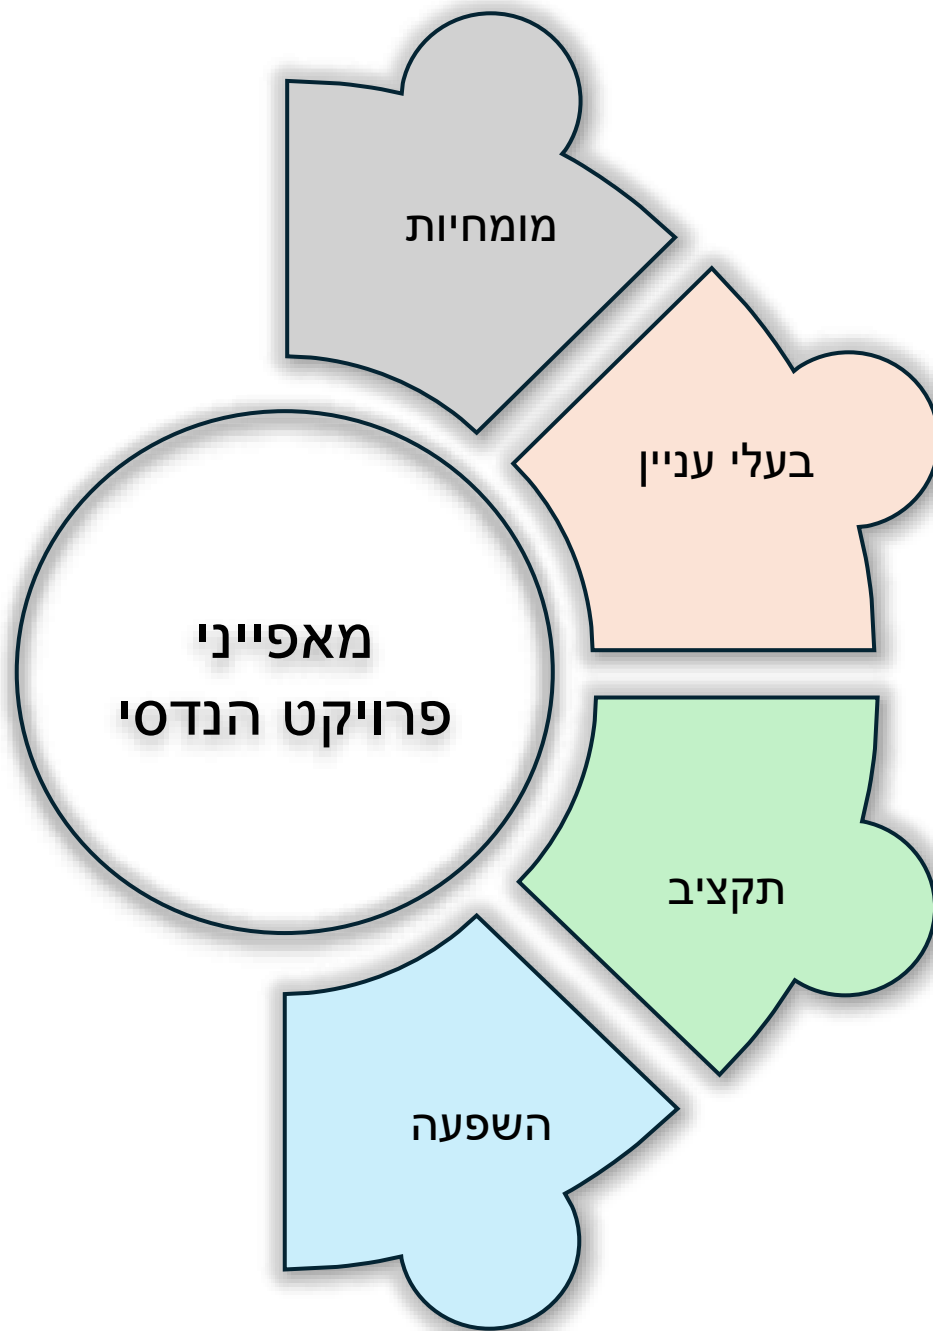 מומחיות
בעלי עניין
מאפייני
פרויקט הנדסי
תקציב
השפעה